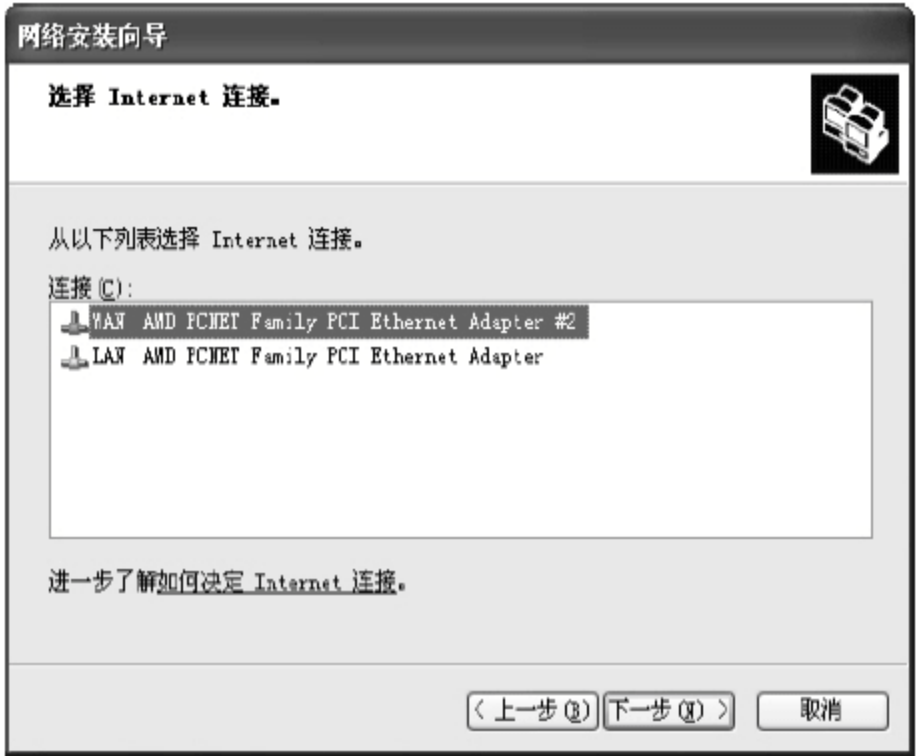 网络安装向导
选择 Internet 连接。
从以下列表选择 Internet 连接。
连接(C):
WAN AMD PCNET Family PCI Ethernet Adapter #2
LAN AMD PCNET Family PCI Ethernet Adapter
进一步了解如何决定 Internet 连接。
< 上一步(B) 下一步(N) > 取消